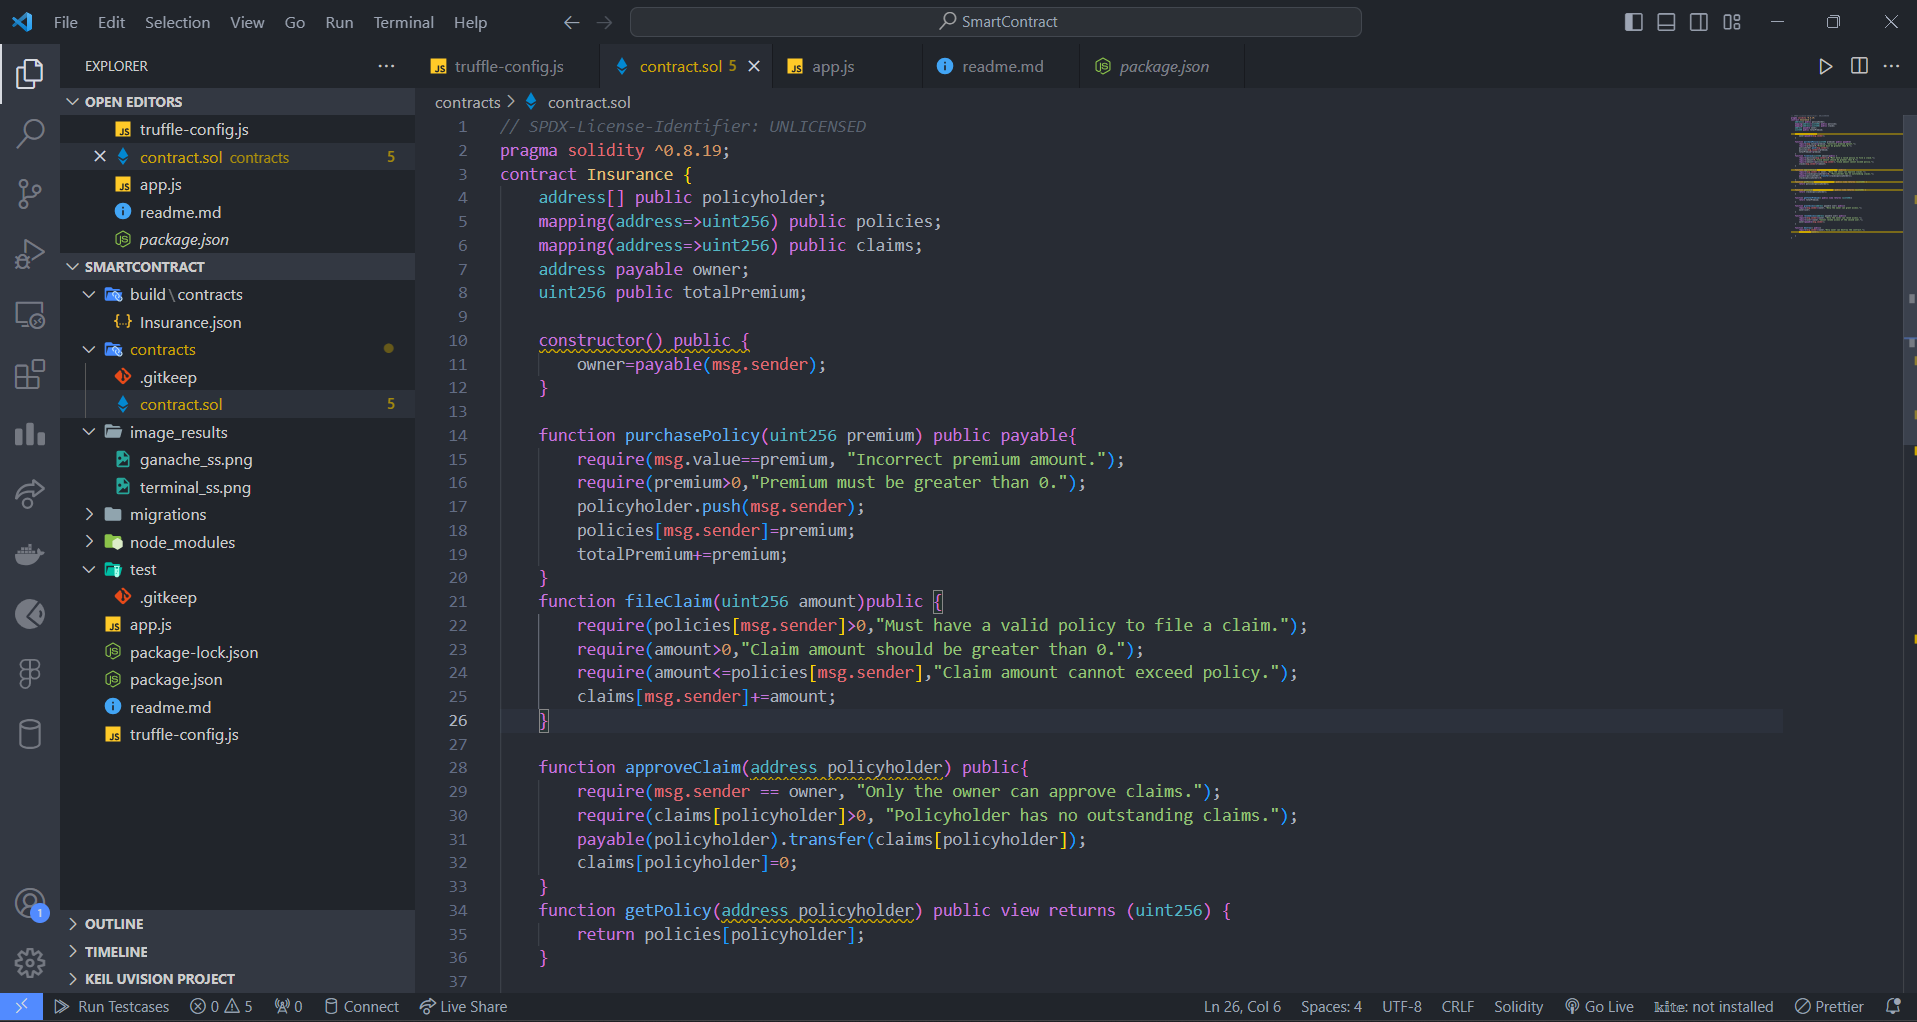 File Edit Selection View Go Run Terminal Help
SmartContract
EXPLORER
OPEN EDITORS
truffle-config.js
contract.sol contracts 5
app.js
readme.md
package.json
SMARTCONTRACT
build\contracts
Insurance.json
contracts
.gitkeep
contract.sol 5
image_results
ganache_ss.png
terminal_ss.png
migrations
node_modules
test
.gitkeep
app.js
package-lock.json
package.json
readme.md
truffle-config.js
OUTLINE
TIMELINE
KEIL UVISION PROJECT
truffle-config.js contract.sol 5 app.js readme.md package.json
contracts > contract.sol
1 // SPDX-License-Identifier: UNLICENSED
2 pragma solidity ^0.8.19;
3 contract Insurance {
4 address[] public policyholder;
5 mapping(address=>uint256) public policies;
6 mapping(address=>uint256) public claims;
7 address payable owner;
8 uint256 public totalPremium;
9
10 constructor() public {
11 owner=payable(msg.sender);
12 }
13
14 function purchasePolicy(uint256 premium) public payable{
15 require(msg.value==premium, "Incorrect premium amount.");
16 require(premium>0,"Premium must be greater than 0.");
17 policyholder.push(msg.sender);
18 policies[msg.sender]=premium;
19 totalPremium+=premium;
20 }
21 function fileClaim(uint256 amount)public {
22 require(policies[msg.sender]>0,"Must have a valid policy to file a claim.");
23 require(amount>0,"Claim amount should be greater than 0.");
24 require(amount<=policies[msg.sender],"Claim amount cannot exceed policy.");
25 claims[msg.sender]+=amount;
26 }
27
28 function approveClaim(address policyholder) public{
29 require(msg.sender == owner, "Only the owner can approve claims.");
30 require(claims[policyholder]>0, "Policyholder has no outstanding claims.");
31 payable(policyholder).transfer(claims[policyholder]);
32 claims[policyholder]=0;
33 }
34 function getPolicy(address policyholder) public view returns (uint256) {
35 return policies[policyholder];
36 }
37
1
Run Testcases 0 5 0 Connect Live Share Ln 26, Col 6 Spaces: 4 UTF-8 CRLF Solidity Go Live kite: not installed Prettier